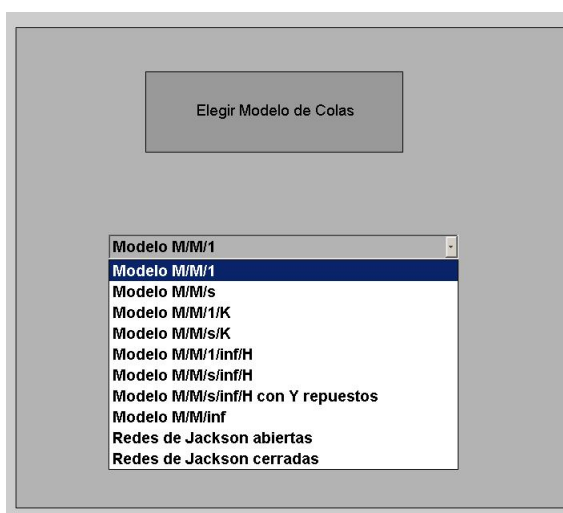 Elegir Modelo de Colas
Modelo M/M/1
Modelo M/M/1
Modelo M/M/s
Modelo M/M/1/K
Modelo M/M/s/K
Modelo M/M/1/inf/H
Modelo M/M/s/inf/H
Modelo M/M/s/inf/H con Y repuestos
Modelo M/M/inf
Redes de Jackson abiertas
Redes de Jackson cerradas